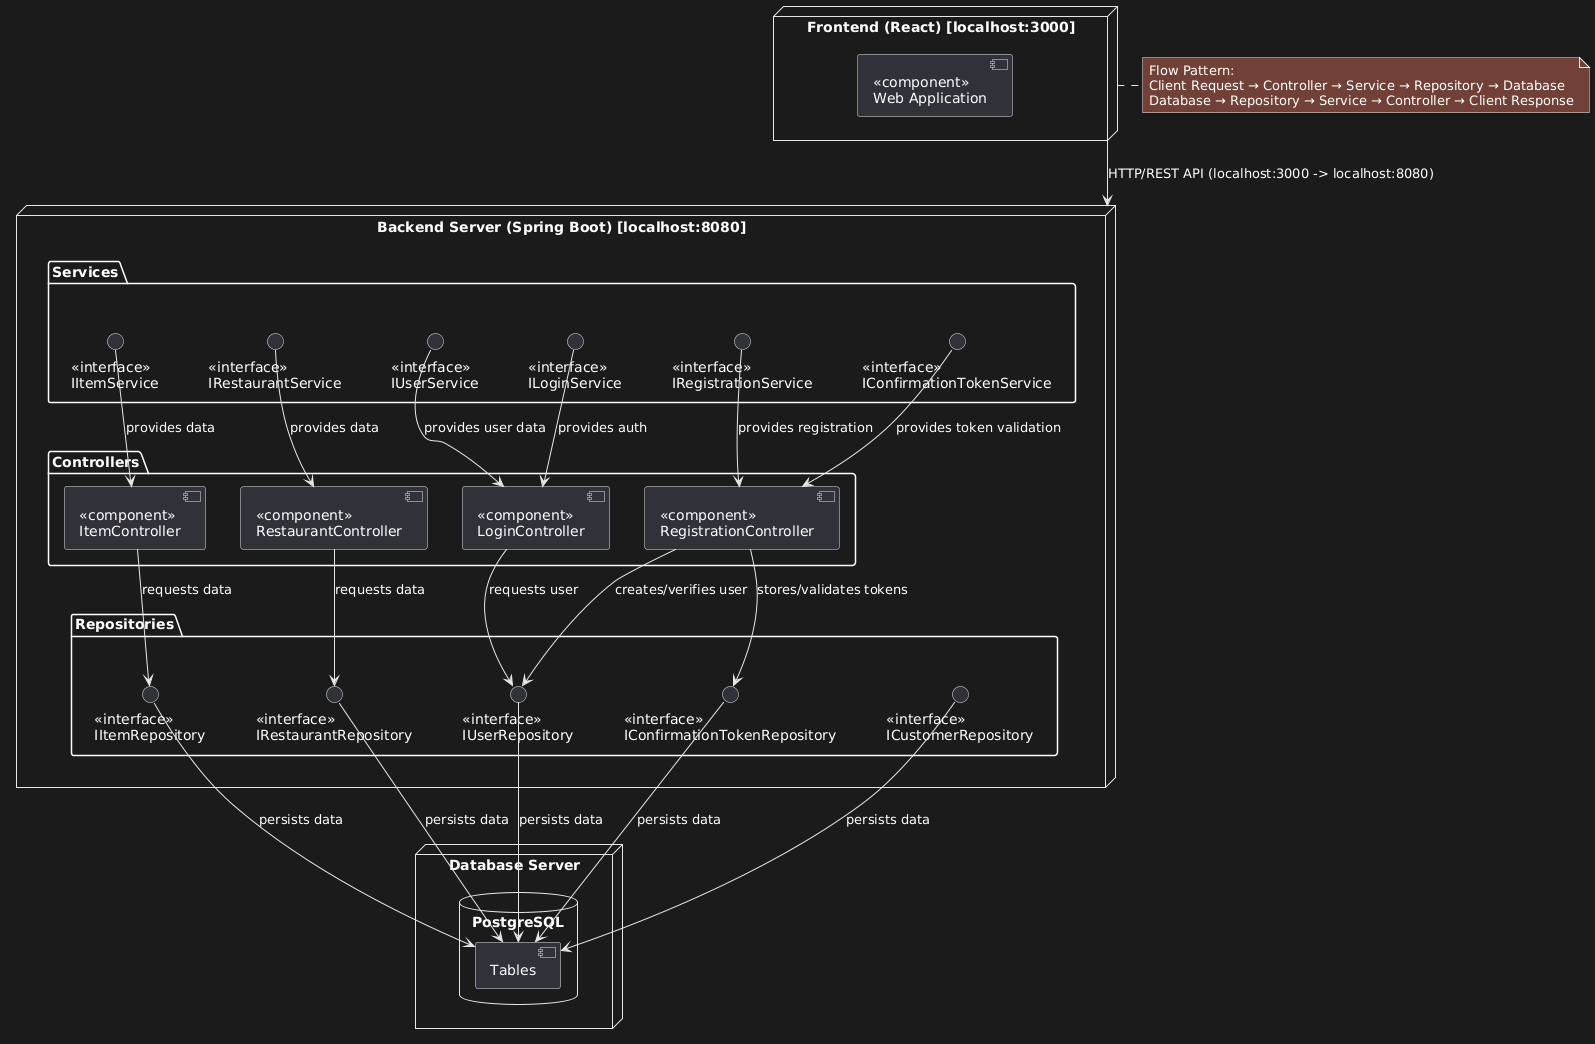 Frontend (React) [localhost:3000]
«component»
Web Application
Flow Pattern:
Client Request → Controller → Service → Repository → Database
Database → Repository → Service → Controller → Client Response
HTTP/REST API (localhost:3000 -> localhost:8080)
Backend Server (Spring Boot) [localhost:8080]
Services
«interface»
IItemService
«interface»
IRestaurantService
«interface»
IUserService
«interface»
ILoginService
«interface»
IRegistrationService
«interface»
IConfirmationTokenService
provides data
provides data
provides user data
provides auth
provides registration
provides token validation
Controllers
«component»
ItemController
«component»
RestaurantController
«component»
LoginController
«component»
RegistrationController
requests data
requests data
requests user
creates/verifies user
stores/validates tokens
Repositories
«interface»
IItemRepository
«interface»
IRestaurantRepository
«interface»
IUserRepository
«interface»
IConfirmationTokenRepository
«interface»
ICustomerRepository
persists data
persists data
persists data
persists data
persists data
Database Server
PostgreSQL
Tables